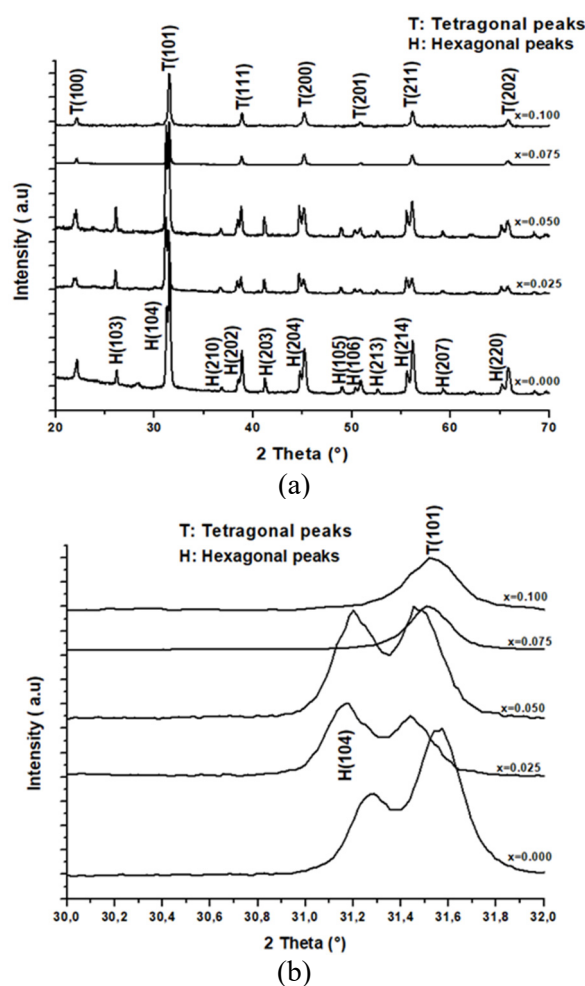 T: Tetragonal peaks
H: Hexagonal peaks
T(100)
T(101)
T(111)
T(200)
T(201)
T(211)
T(202)
x=0.100
x=0.075
x=0.050
x=0.025
x=0.000
H(103)
H(104)
H(210)
H(202)
H(203)
H(204)
H(105)
H(106)
H(213)
H(214)
H(207)
H(220)
Intensity ( a.u)
20 30 40 50 60 70
2 Theta (°)
(a)
T: Tetragonal peaks
H: Hexagonal peaks
T(101)
x=0.100
x=0.075
x=0.050
x=0.025
H(104)
x=0.000
Intensity ( a.u)
30,0 30,2 30,4 30,6 30,8 31,0 31,2 31,4 31,6 31,8 32,0
2 Theta (°)
(b)